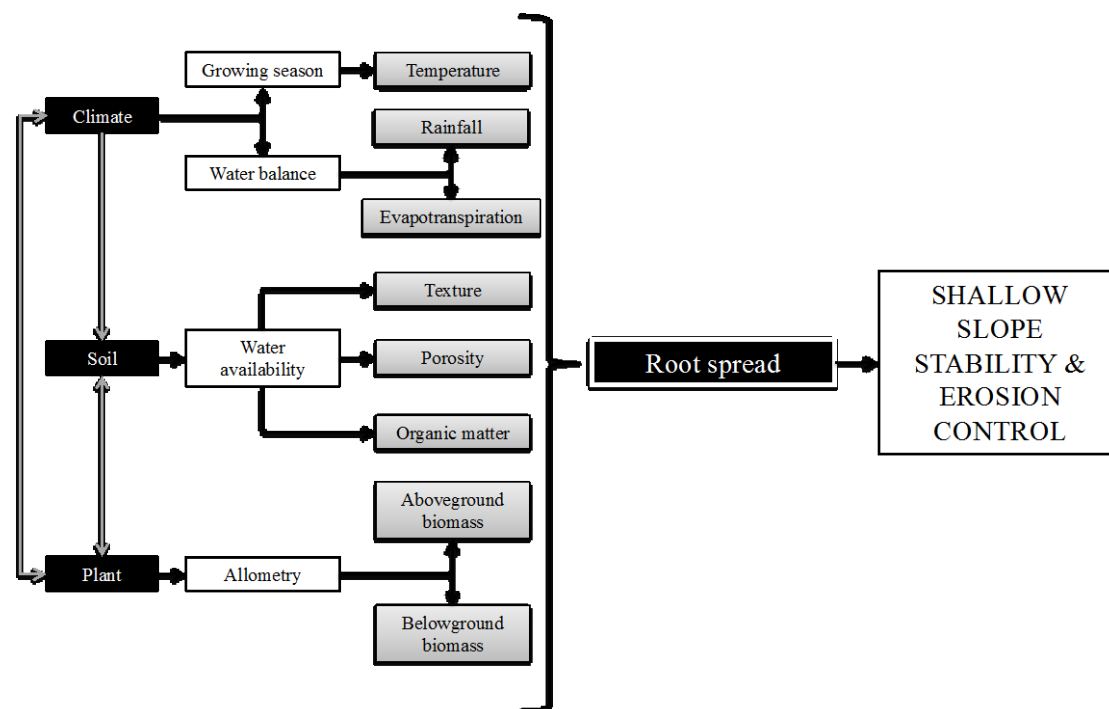 Growing season
Temperature
Climate
Rainfall
Water balance
Evapotranspiration
Texture
Soil
Water
availability
Porosity
Organic matter
Aboveground
biomass
Plant
Allometry
Belowground
biomass
Root spread
SHALLOW
SLOPE
STABILITY &
EROSION
CONTROL